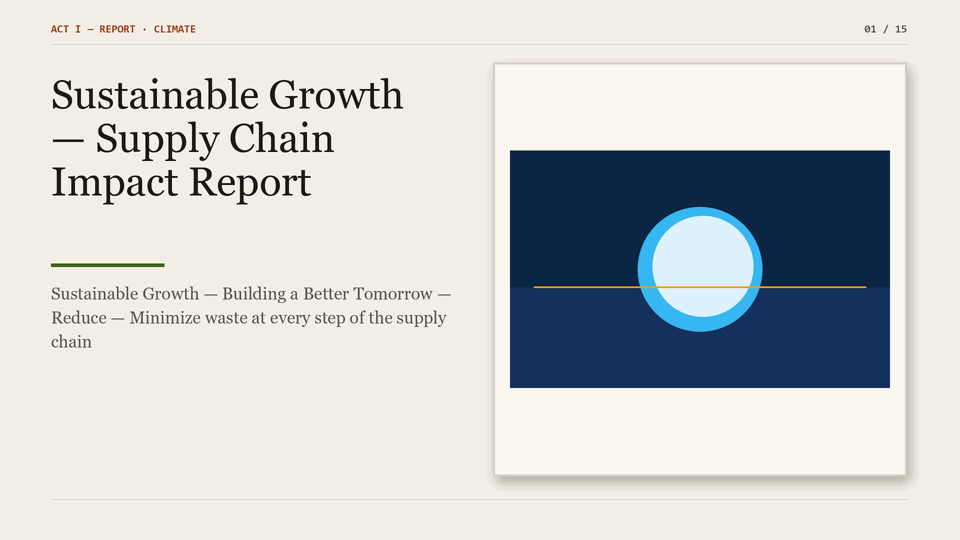 ACT I — REPORT · CLIMATE
01 / 15
Sustainable Growth
— Supply Chain
Impact Report
Sustainable Growth — Building a Better Tomorrow —
Reduce — Minimize waste at every step of the supply
chain